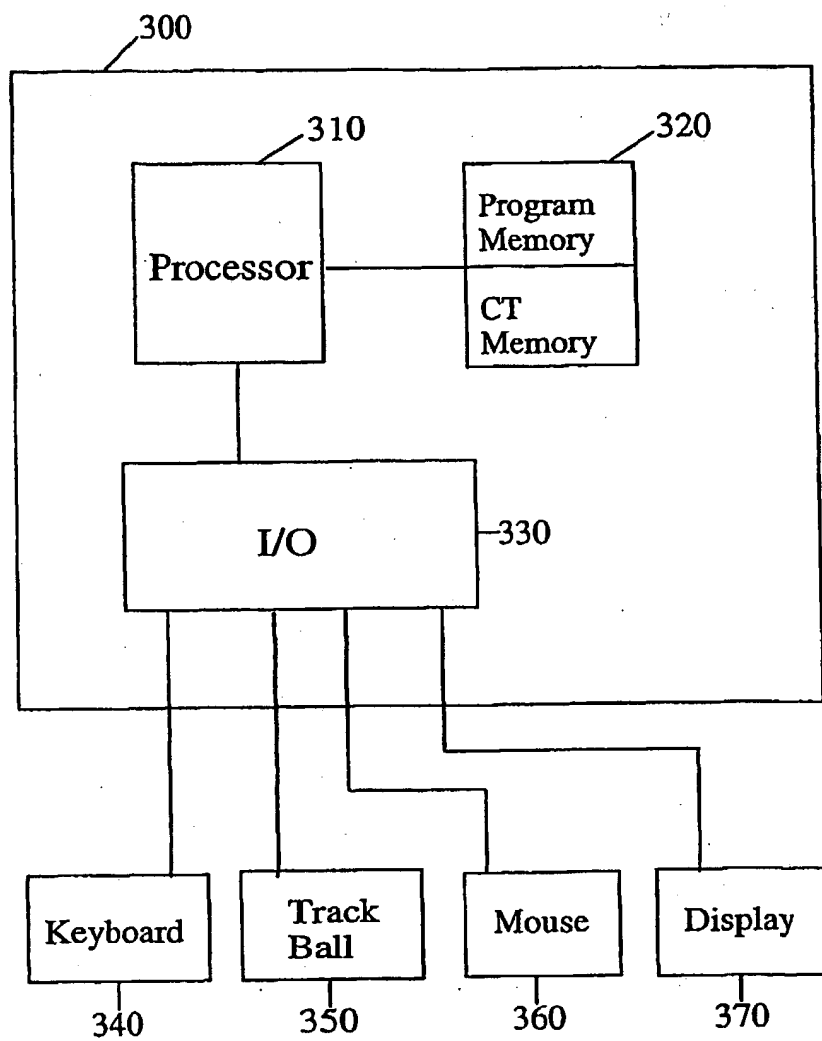 300
310
320
Processor
Program
Memory
CT
Memory
I/O
330
Keyboard
Track
Ball
Mouse
Display
340
350
360
370